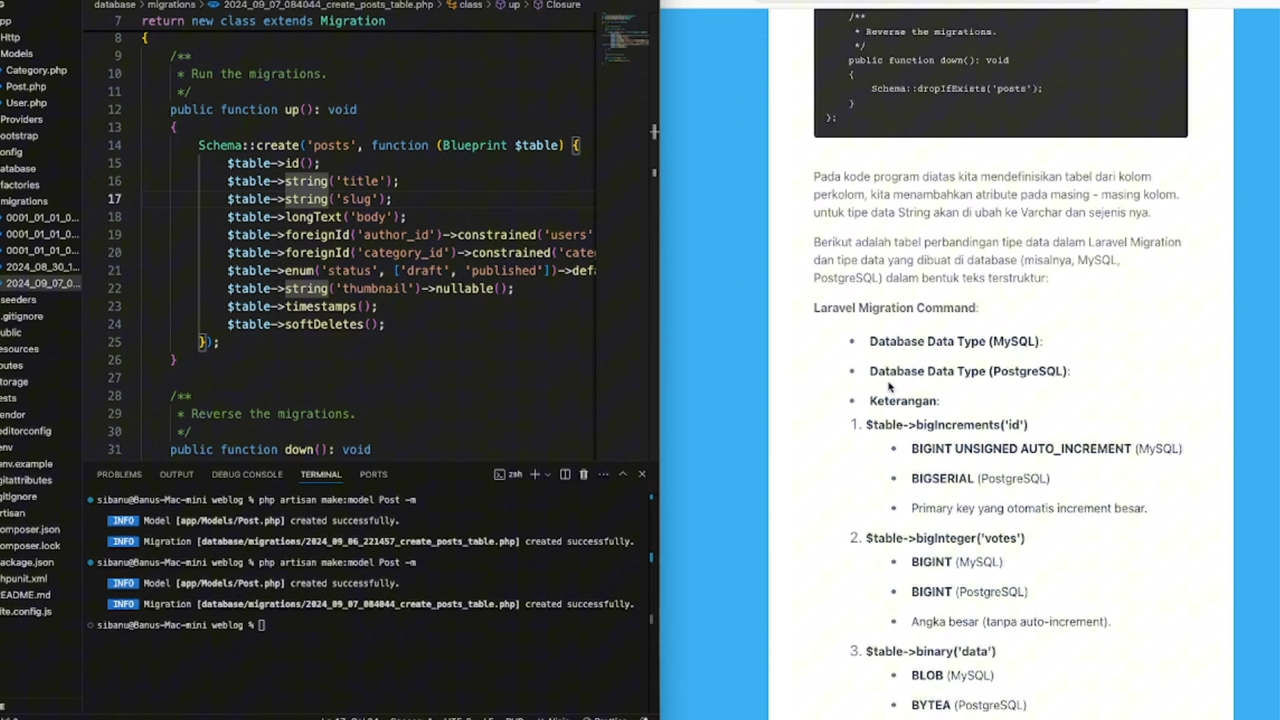 database > migrations > 2024_09_07_084044_create_posts_table.php > class > up > Closure
Http
Models
Category.php
Post.php
User.php
Providers
ootstrap
onfig
atabase
factories
migrations
0001_01_01_0...
0001_01_01_0...
0001_01_01_0...
2024_08_30_1...
2024_09_07_0...
seeders
.gitignore
ublic
esources
outes
torage
ests
endor
editorconfig
env
env.example
gitattributes
gitignore
rtisan
omposer.json
omposer.lock
ackage.json
hpunit.xml
README.md
ite.config.js
7 return new class extends Migration
8 {
9 /**
10 * Run the migrations.
11 */
12 public function up(): void
13 {
14 Schema::create('posts', function (Blueprint $table) {
15 $table->id();
16 $table->string('title');
17 $table->string('slug');
18 $table->longText('body');
19 $table->foreignId('author_id')->constrained('users'
20 $table->foreignId('category_id')->constrained('cate
21 $table->enum('status', ['draft', 'published'])->defa
22 $table->string('thumbnail')->nullable();
23 $table->timestamps();
24 $table->softDeletes();
25 });
26 }
27
28 /**
29 * Reverse the migrations.
30 */
31 public function down(): void
PROBLEMS OUTPUT DEBUG CONSOLE TERMINAL PORTS zsh
sibanu@Banus-Mac-mini weblog % php artisan make:model Post -m
INFO Model [app/Models/Post.php] created successfully.
INFO Migration [database/migrations/2024_09_06_221457_create_posts_table.php] created successfully.
sibanu@Banus-Mac-mini weblog % php artisan make:model Post -m
INFO Model [app/Models/Post.php] created successfully.
INFO Migration [database/migrations/2024_09_07_084044_create_posts_table.php] created successfully.
sibanu@Banus-Mac-mini weblog %
/**
* Reverse the migrations.
*/
public function down(): void
{
Schema::dropIfExists('posts');
}
};
Pada kode program diatas kita mendefinisikan tabel dari kolom
perkolom, kita menambahkan atribute pada masing - masing kolom.
untuk tipe data String akan di ubah ke Varchar dan sejenis nya.
Berikut adalah tabel perbandingan tipe data dalam Laravel Migration
dan tipe data yang dibuat di database (misalnya, MySQL,
PostgreSQL) dalam bentuk teks terstruktur:
Laravel Migration Command:
• Database Data Type (MySQL):
• Database Data Type (PostgreSQL):
• Keterangan:
1. $table->bigIncrements('id')
• BIGINT UNSIGNED AUTO_INCREMENT (MySQL)
• BIGSERIAL (PostgreSQL)
• Primary key yang otomatis increment besar.
2. $table->bigInteger('votes')
• BIGINT (MySQL)
• BIGINT (PostgreSQL)
• Angka besar (tanpa auto-increment).
3. $table->binary('data')
• BLOB (MySQL)
• BYTEA (PostgreSQL)